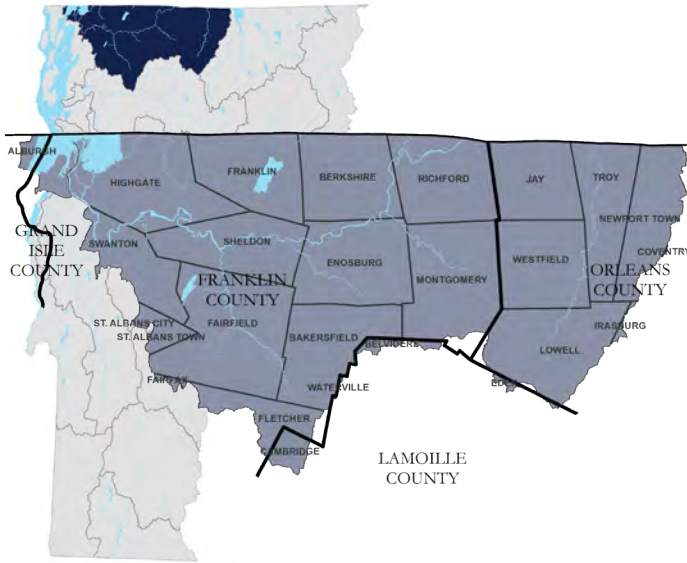 ALBURGH
HIGHGATE
FRANKLIN
BERKSHIRE
RICHFORD
JAY
TROY
NEWPORT TOWN
GRAND
ISLE
COUNTY
SWANTON
SHELDON
ENOSBURG
MONTGOMERY
WESTFIELD
COVENTRY
ORLEANS
COUNTY
FRANKLIN
COUNTY
ST. ALBANS CITY
ST. ALBANS TOWN
FAIRFIELD
BAKERSFIELD
BELVIDERE
IRASBURG
LOWELL
EDEN
FAIRFAX
WATERVILLE
FLETCHER
CAMBRIDGE
LAMOILLE
COUNTY